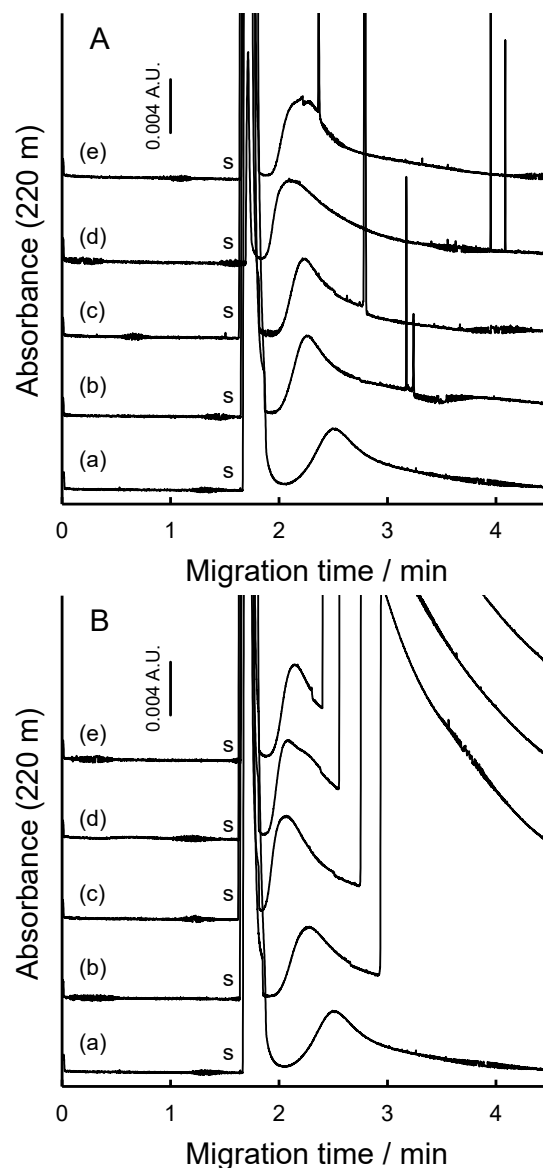 A
0.004 A.U.
Absorbance (220 m)
(e)
s
(d)
s
(c)
s
(b)
s
(a)
s
0 1 2 3 4
Migration time / min
B
0.004 A.U.
Absorbance (220 m)
(e)
s
(d)
s
(c)
s
(b)
s
(a)
s
0 1 2 3 4
Migration time / min